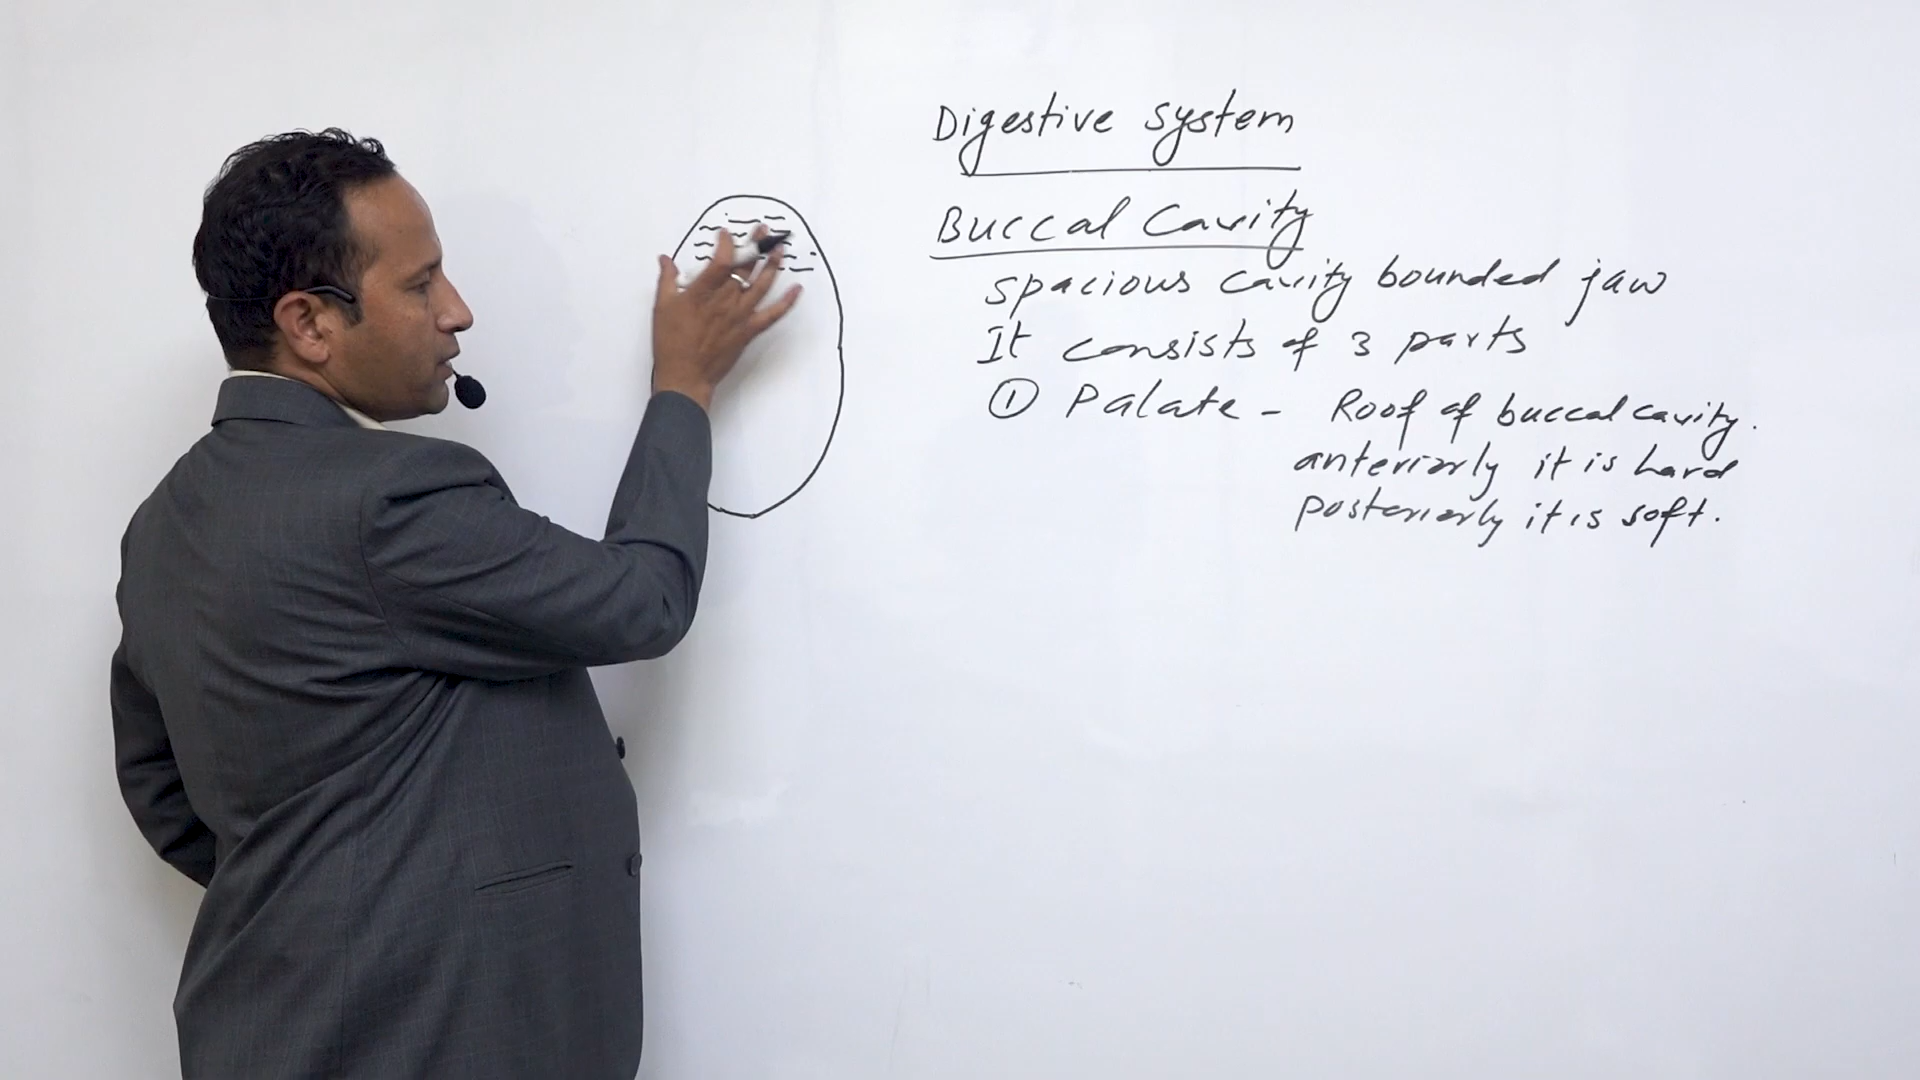 Digestive system
Buccal Cavity
spacious cavity bounded jaw
It consists of 3 parts
① Palate - Roof of buccal cavity.
anteriorly it is hard
posteriorly it is soft.